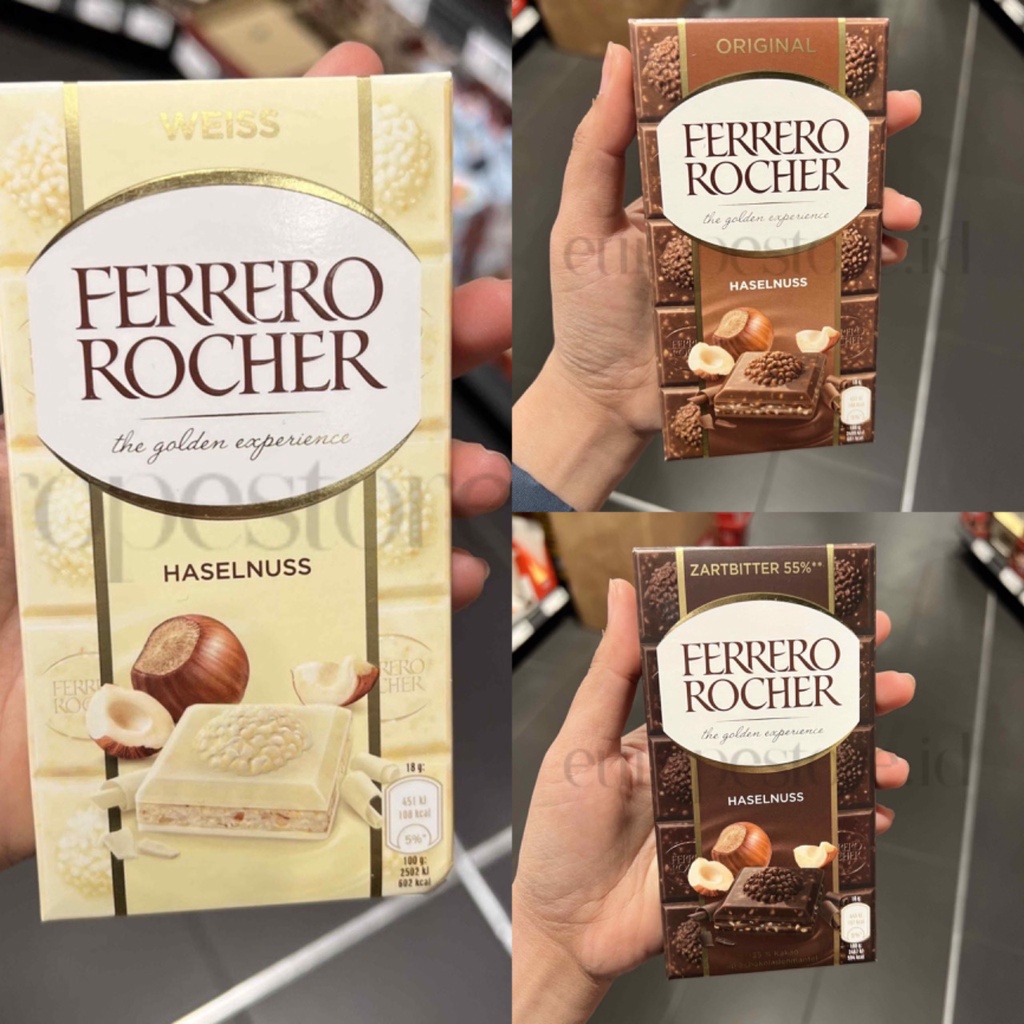 WEISS
FERRERO
ROCHER
the golden experience
HASELNUSS
18 g:
451 kJ
108 kcal
5%*
100 g:
2502 kJ
602 kcal
ORIGINAL
FERRERO
ROCHER
the golden experience
HASELNUSS
ZARTBITTER 55%**
FERRERO
ROCHER
the golden experience
HASELNUSS